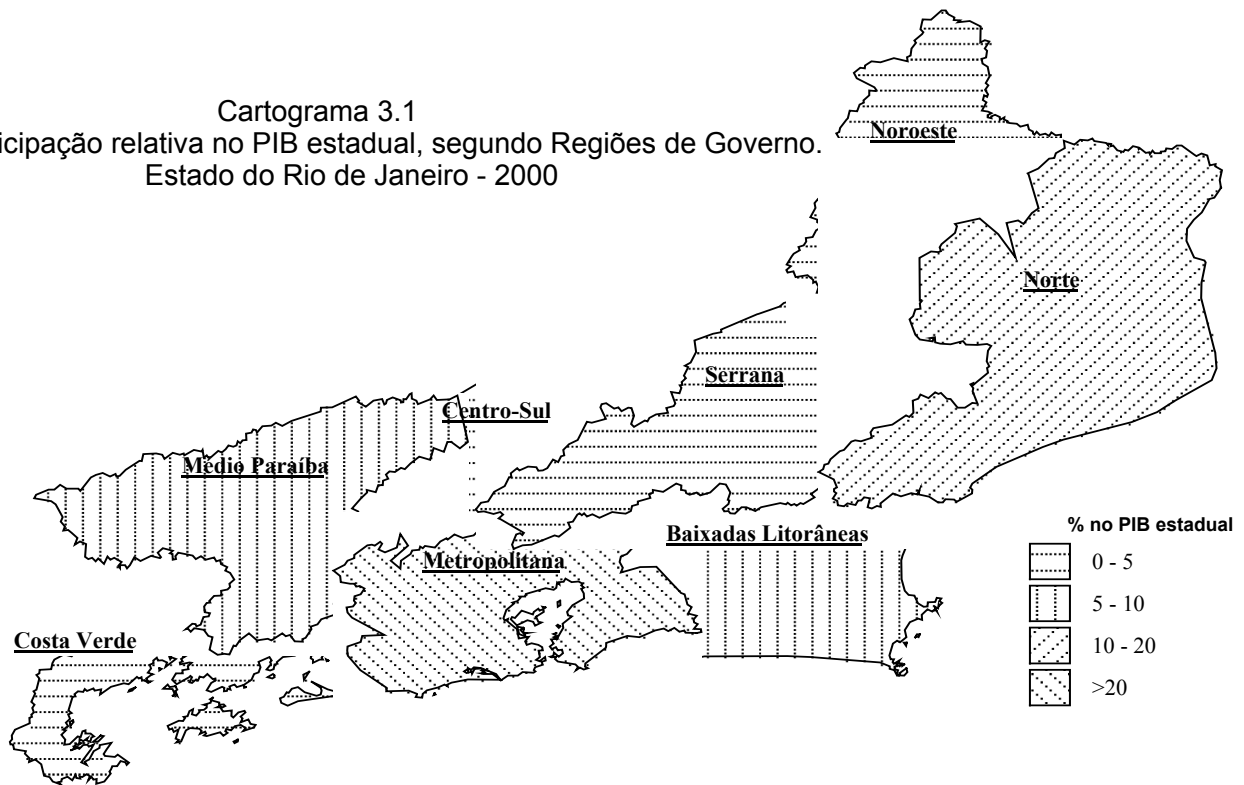 Cartograma 3.1
icipação relativa no PIB estadual, segundo Regiões de Governo.
Estado do Rio de Janeiro - 2000
Noroeste
Norte
Serrana
Centro-Sul
Médio Paraíba
Baixadas Litorâneas
Metropolitana
Costa Verde
% no PIB estadual
0 - 5
5 - 10
10 - 20
>20